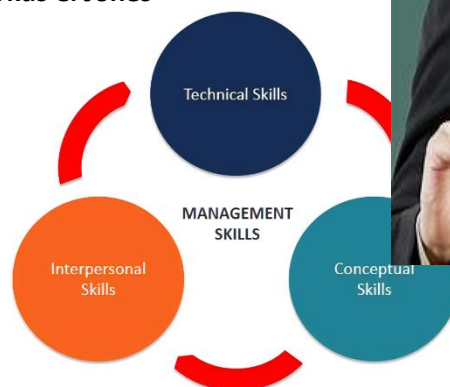 Technical Skills
MANAGEMENT
SKILLS
Interpersonal
Skills
Conceptual
Skills